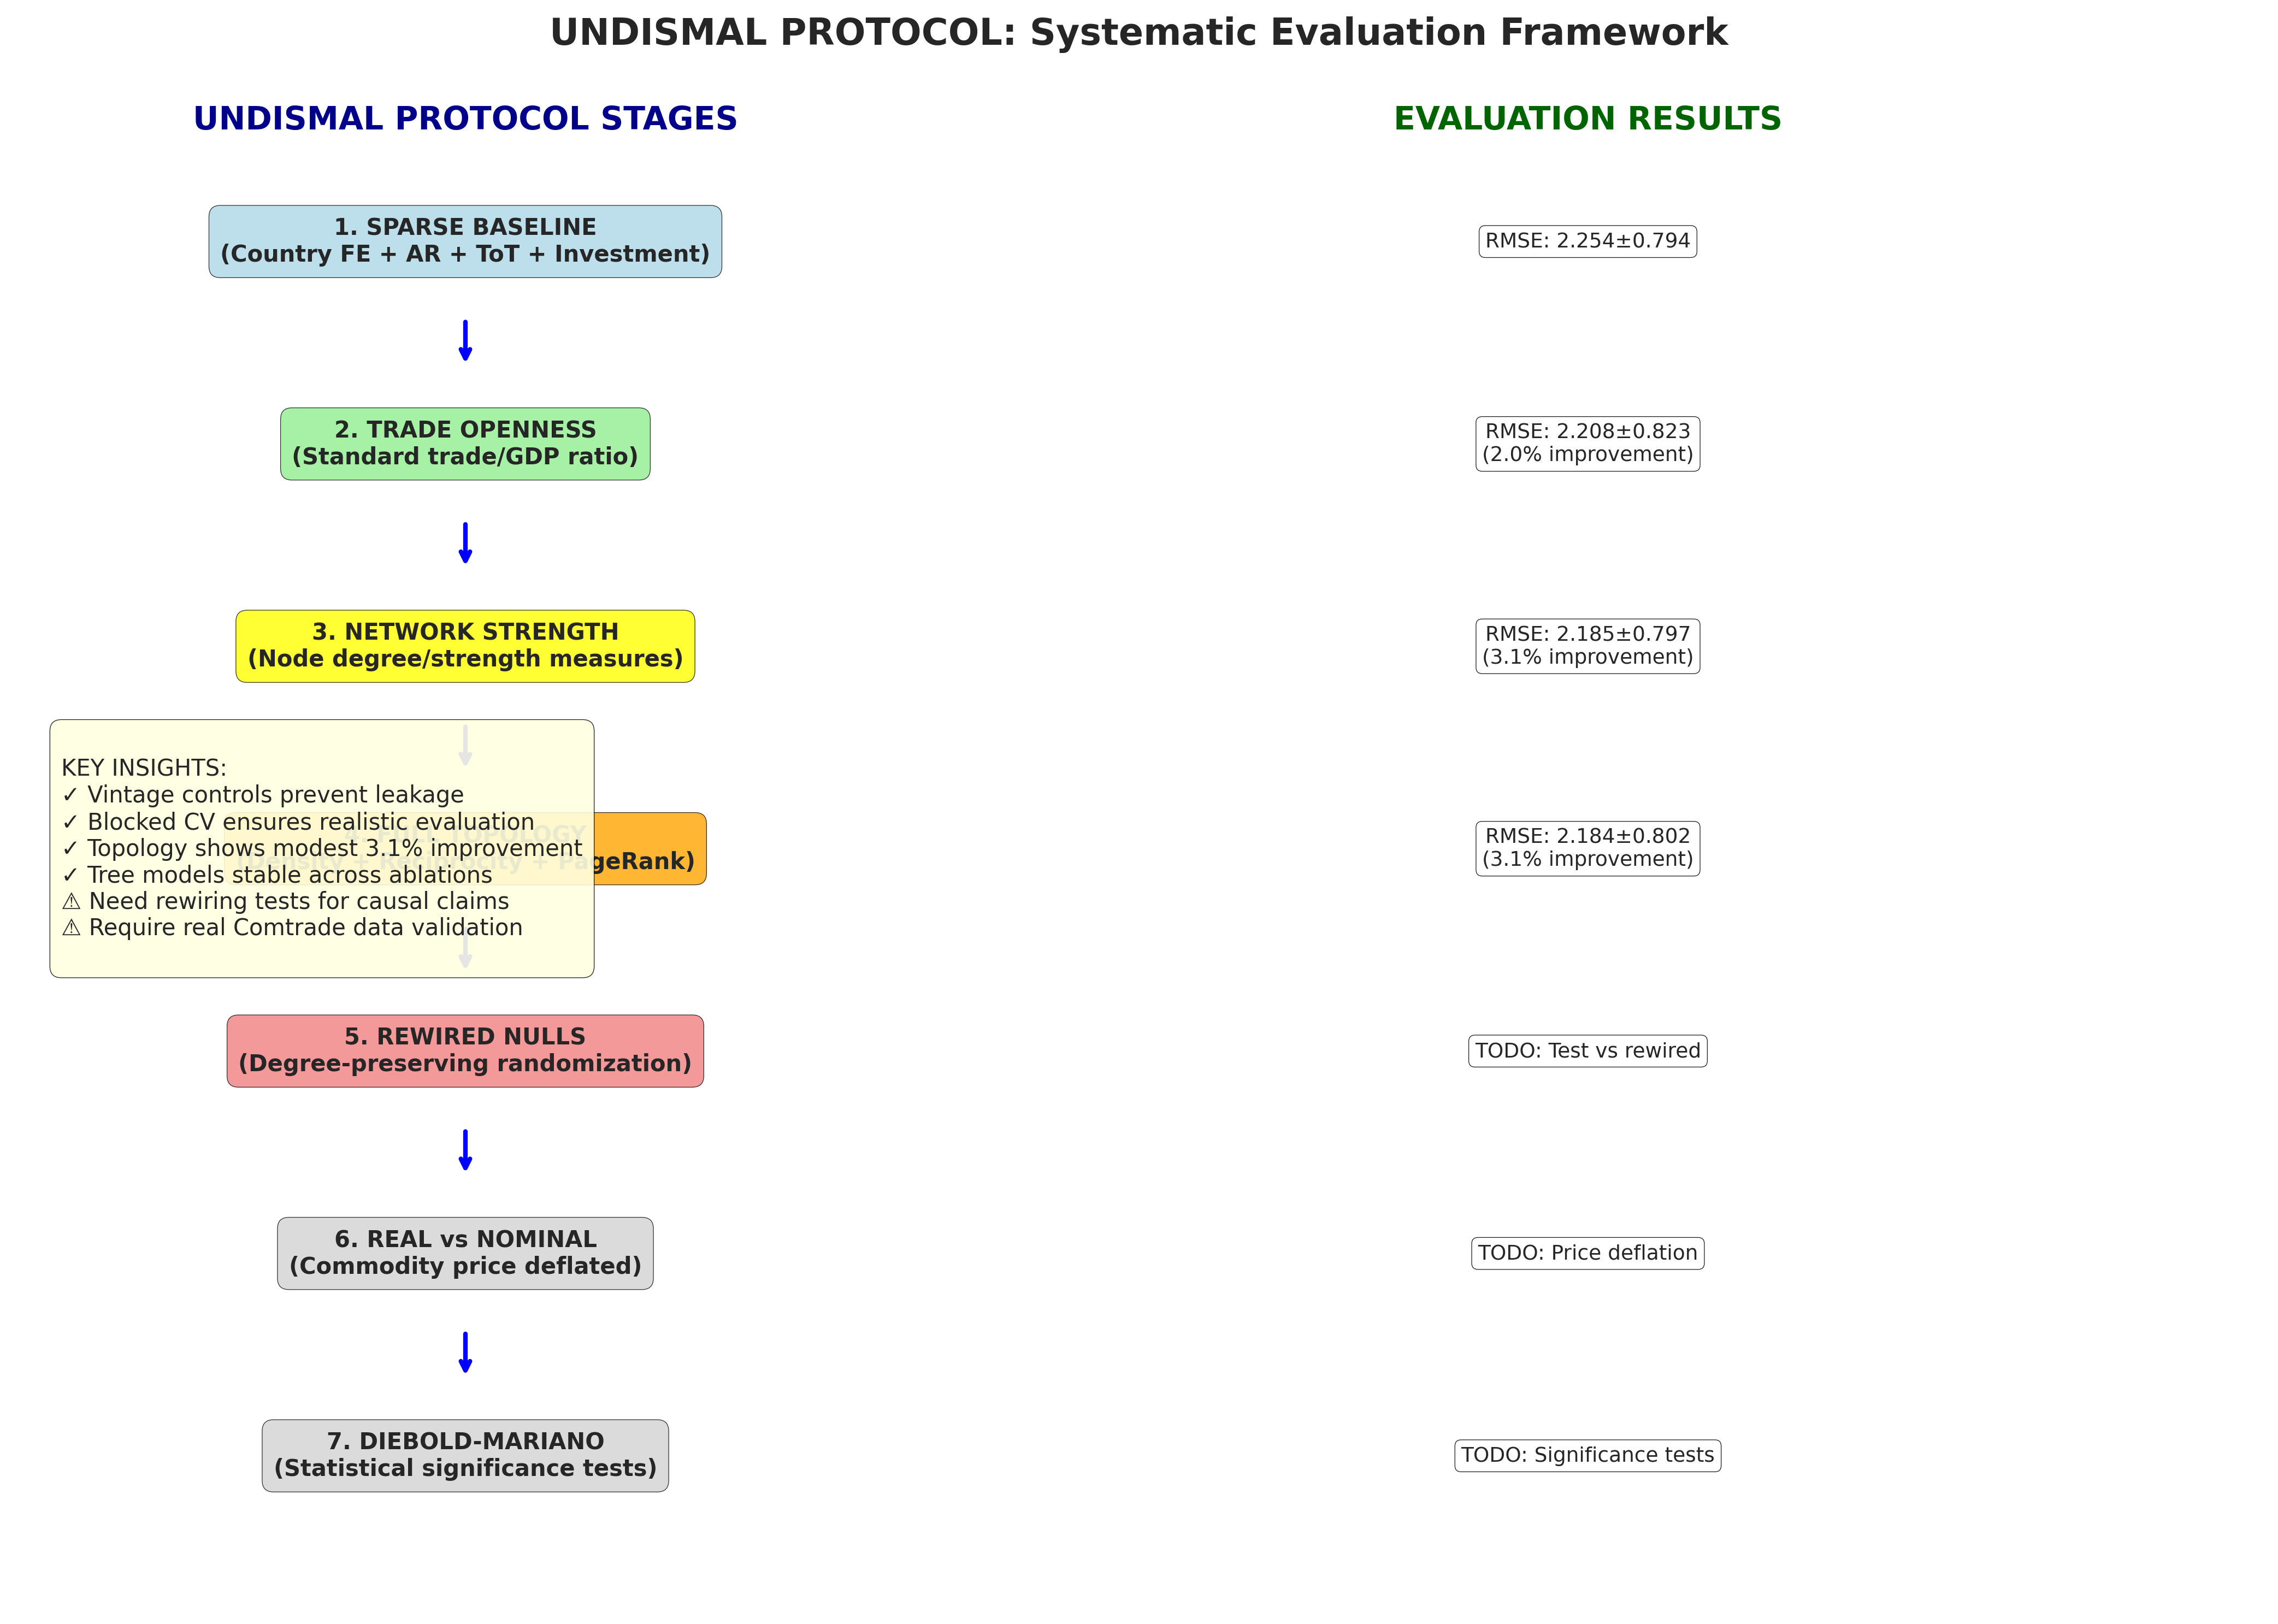 UNDISMAL PROTOCOL: Systematic Evaluation Framework
UNDISMAL PROTOCOL STAGES
EVALUATION RESULTS
1. SPARSE BASELINE
(Country FE + AR + ToT + Investment)
RMSE: 2.254±0.794
2. TRADE OPENNESS
(Standard trade/GDP ratio)
RMSE: 2.208±0.823
(2.0% improvement)
3. NETWORK STRENGTH
(Node degree/strength measures)
RMSE: 2.185±0.797
(3.1% improvement)
KEY INSIGHTS:
✓ Vintage controls prevent leakage
✓ Blocked CV ensures realistic evaluation
✓ Topology shows modest 3.1% improvement
✓ Tree models stable across ablations
⚠ Need rewiring tests for causal claims
⚠ Require real Comtrade data validation
4. FULL TOPOLOGY
(Density + Reciprocity + PageRank)
RMSE: 2.184±0.802
(3.1% improvement)
5. REWIRED NULLS
(Degree-preserving randomization)
TODO: Test vs rewired
6. REAL vs NOMINAL
(Commodity price deflated)
TODO: Price deflation
7. DIEBOLD-MARIANO
(Statistical significance tests)
TODO: Significance tests